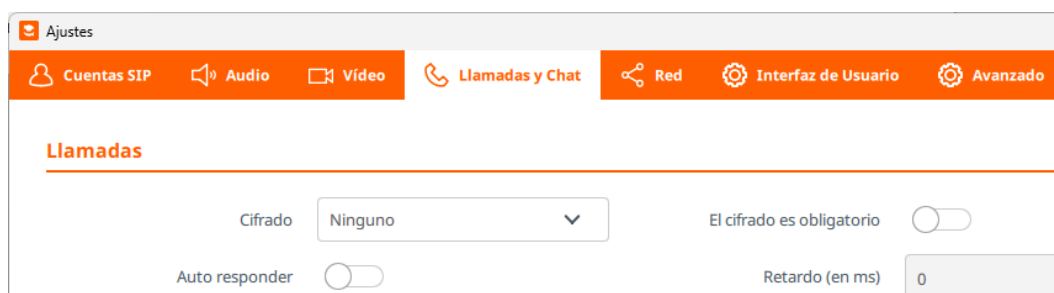 Ajustes
Cuentas SIP Audio Vídeo Llamadas y Chat Red Interfaz de Usuario Avanzado
Llamadas
Cifrado Ninguno El cifrado es obligatorio
Auto responder Retardo (en ms) 0